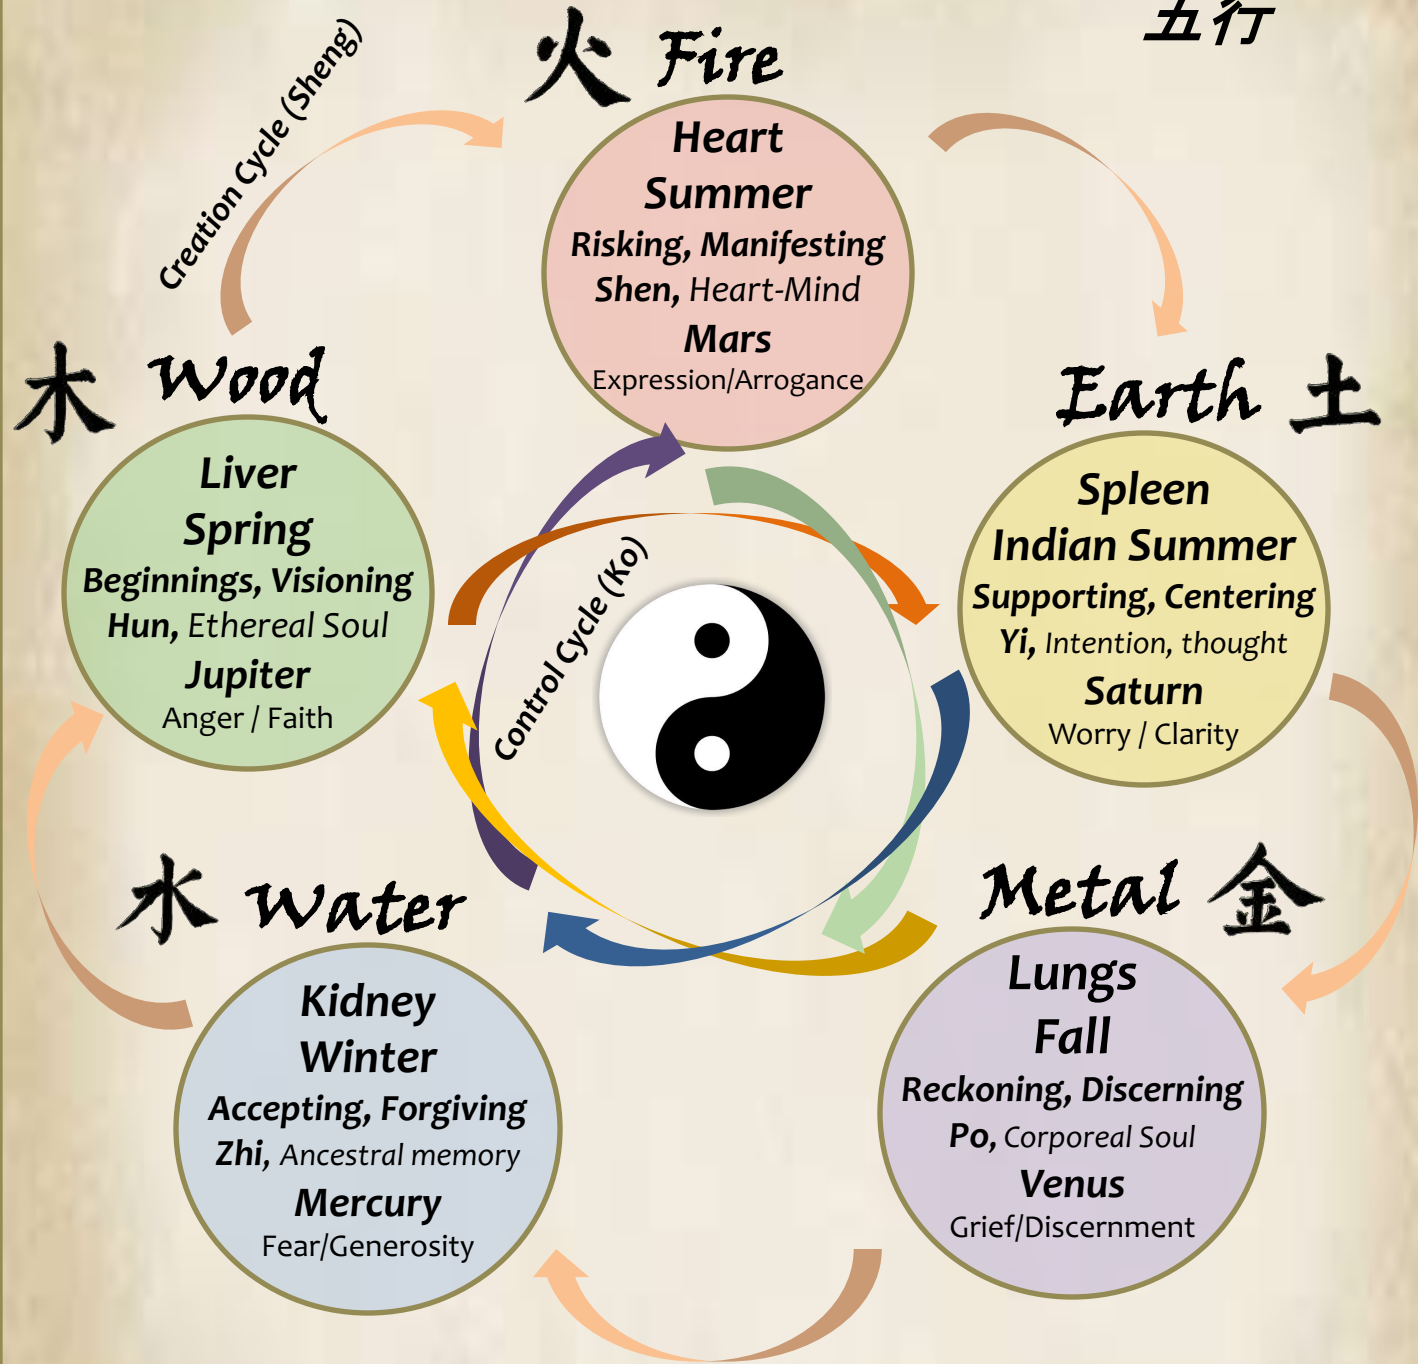 五行
火 Fire
Creation Cycle (Sheng)
Heart
Summer
Risking, Manifesting
Shen, Heart-Mind
Mars
Expression/Arrogance
木 Wood
Liver
Spring
Beginnings, Visioning
Hun, Ethereal Soul
Jupiter
Anger / Faith
Earth 土
Spleen
Indian Summer
Supporting, Centering
Yi, Intention, thought
Saturn
Worry / Clarity
Control Cycle (Ko)
水 Water
Kidney
Winter
Accepting, Forgiving
Zhi, Ancestral memory
Mercury
Fear/Generosity
Metal 金
Lungs
Fall
Reckoning, Discerning
Po, Corporeal Soul
Venus
Grief/Discernment